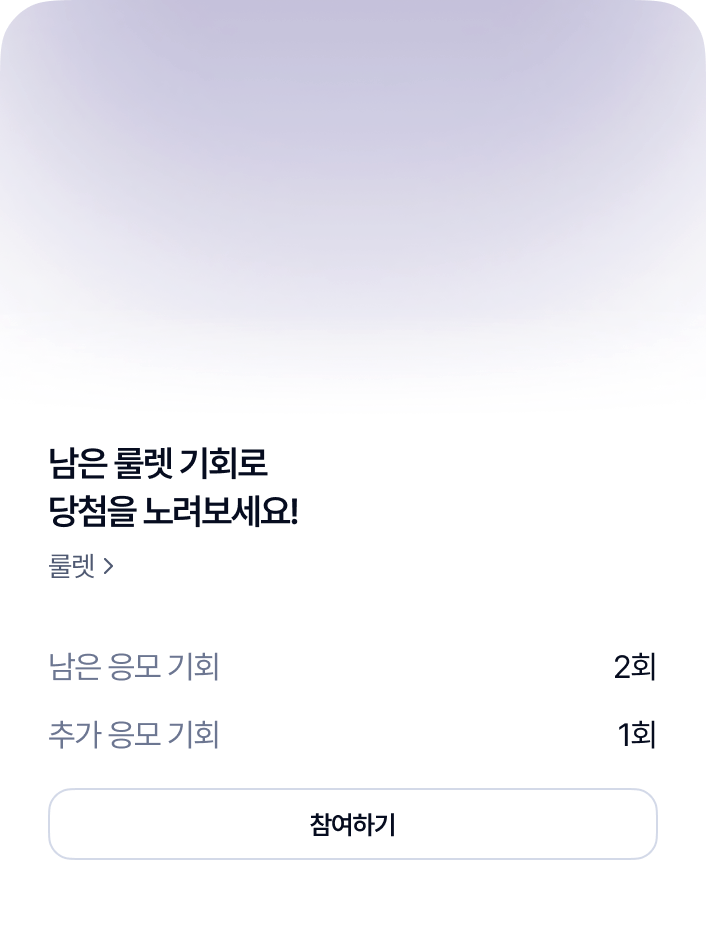 남은 룰렛 기회로
당첨을 노려보세요!
룰렛 >
남은 응모 기회 2회
추가 응모 기회 1회
참여하기